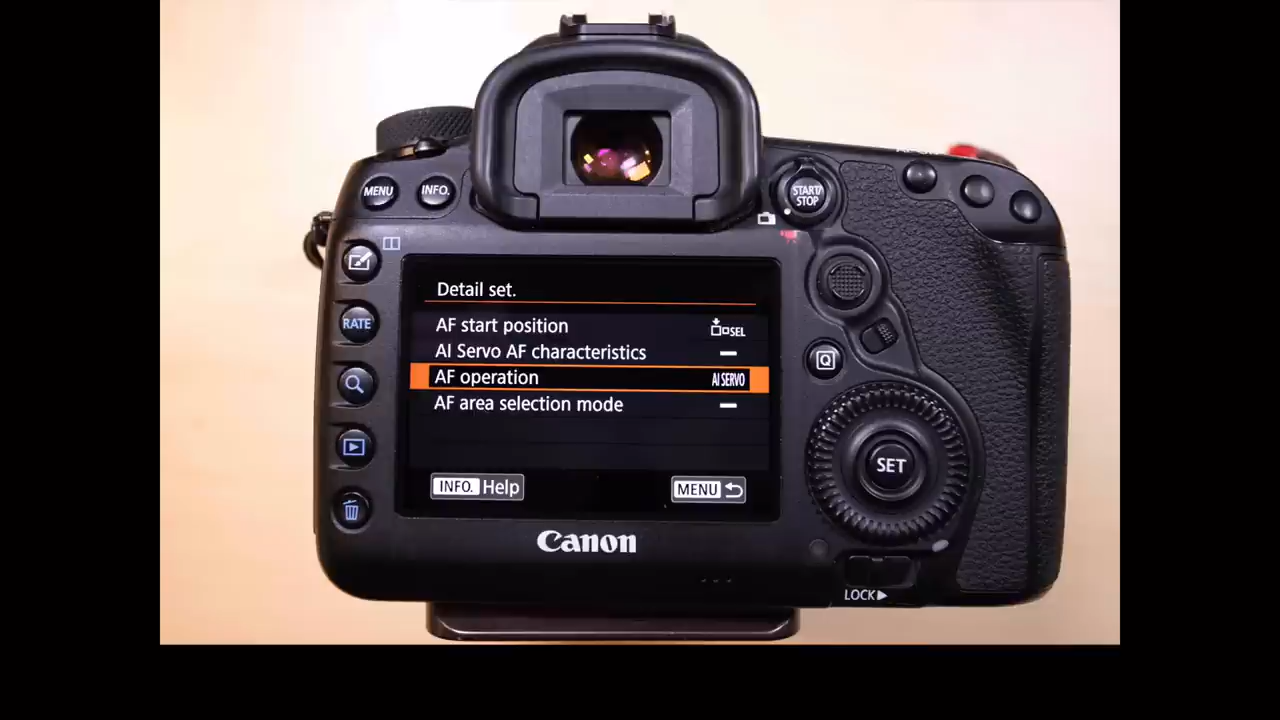 MENU
INFO.
START/
STOP
RATE
Q
Detail set.
AF start position SEL
AI Servo AF characteristics
AF operation AI SERVO
AF area selection mode
INFO. Help
MENU
SET
Canon
LOCK